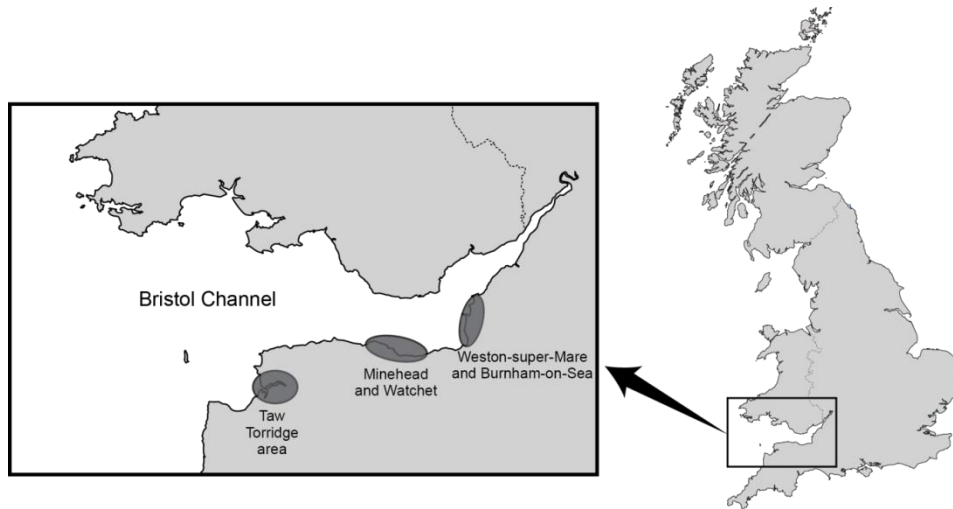 Bristol Channel
Weston-super-Mare
and Burnham-on-Sea
Minehead
and Watchet
Taw
Torridge
area